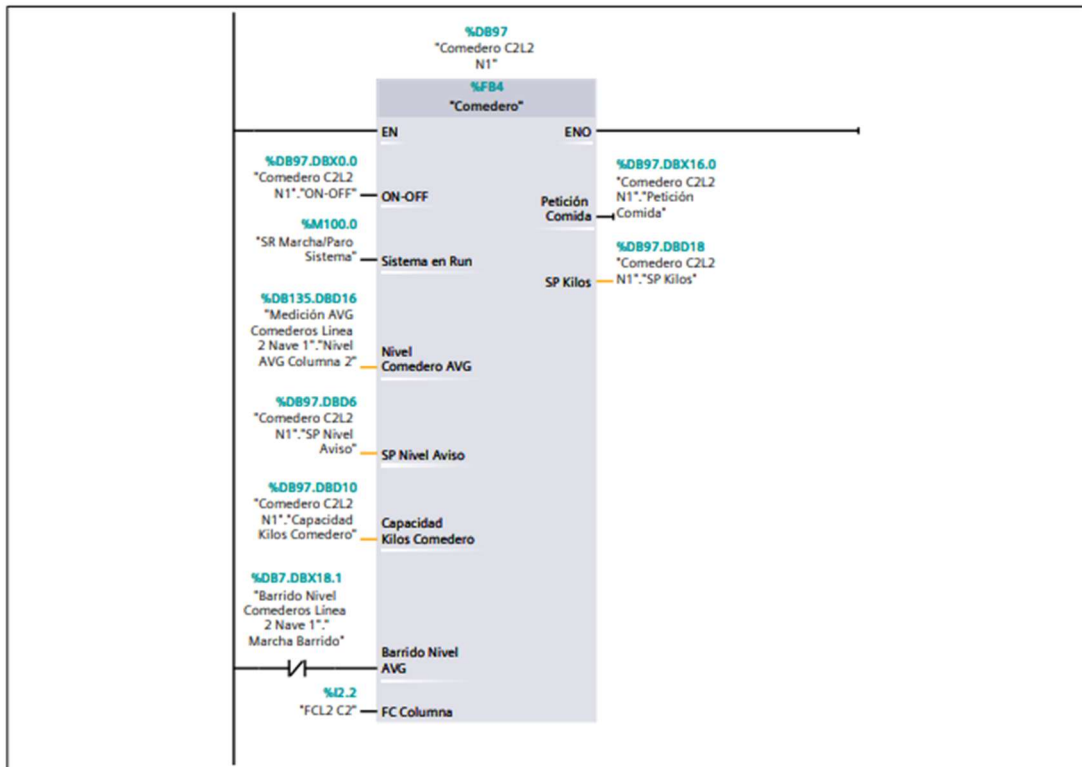 %DB97
"Comedero C2L2
N1"
%FB4
"Comedero"
EN
ENO
%DB97.DBX0.0
"Comedero C2L2
N1"."ON-OFF"
ON-OFF
%DB97.DBX16.0
"Comedero C2L2
N1"."Petición
Comida"
Petición
Comida
%M100.0
"SR Marcha/Paro
Sistema"
Sistema en Run
%DB97.DBD18
"Comedero C2L2
N1"."SP Kilos"
SP Kilos
%DB135.DBD16
"Medición AVG
Comederos Linea
2 Nave 1"."Nivel
AVG Columna 2"
Nivel
Comedero AVG
%DB97.DBD6
"Comedero C2L2
N1"."SP Nivel
Aviso"
SP Nivel Aviso
%DB97.DBD10
"Comedero C2L2
N1"."Capacidad
Kilos Comedero"
Capacidad
Kilos Comedero
%DB7.DBX18.1
"Barrido Nivel
Comederos Línea
2 Nave 1"."
Marcha Barrido"
Barrido Nivel
AVG
%I2.2
"FCL2 C2"
FC Columna